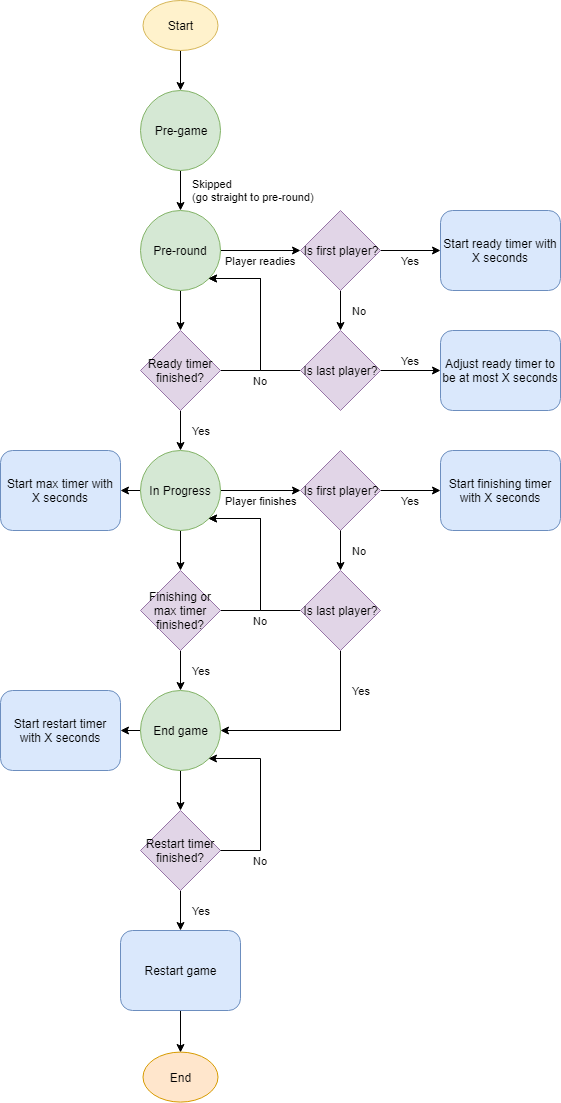 Start
Pre-game
Skipped
(go straight to pre-round)
Pre-round
Player readies
Is first player?
Yes
Start ready timer with
X seconds
No
Ready timer
finished?
No
Is last player?
Yes
Adjust ready timer to
be at most X seconds
Yes
Start max timer with
X seconds
In Progress
Player finishes
Is first player?
Yes
Start finishing timer
with X seconds
No
Finishing or
max timer
finished?
No
Is last player?
Yes
Yes
Start restart timer
with X seconds
End game
Restart timer
finished?
No
Yes
Restart game
End